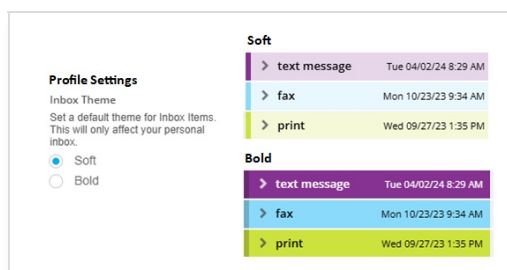 Profile Settings
Inbox Theme
Set a default theme for Inbox Items.
This will only affect your personal
inbox.
Soft
Bold
Soft
text message Tue 04/02/24 8:29 AM
fax Mon 10/23/23 9:34 AM
print Wed 09/27/23 1:35 PM
Bold
text message Tue 04/02/24 8:29 AM
fax Mon 10/23/23 9:34 AM
print Wed 09/27/23 1:35 PM